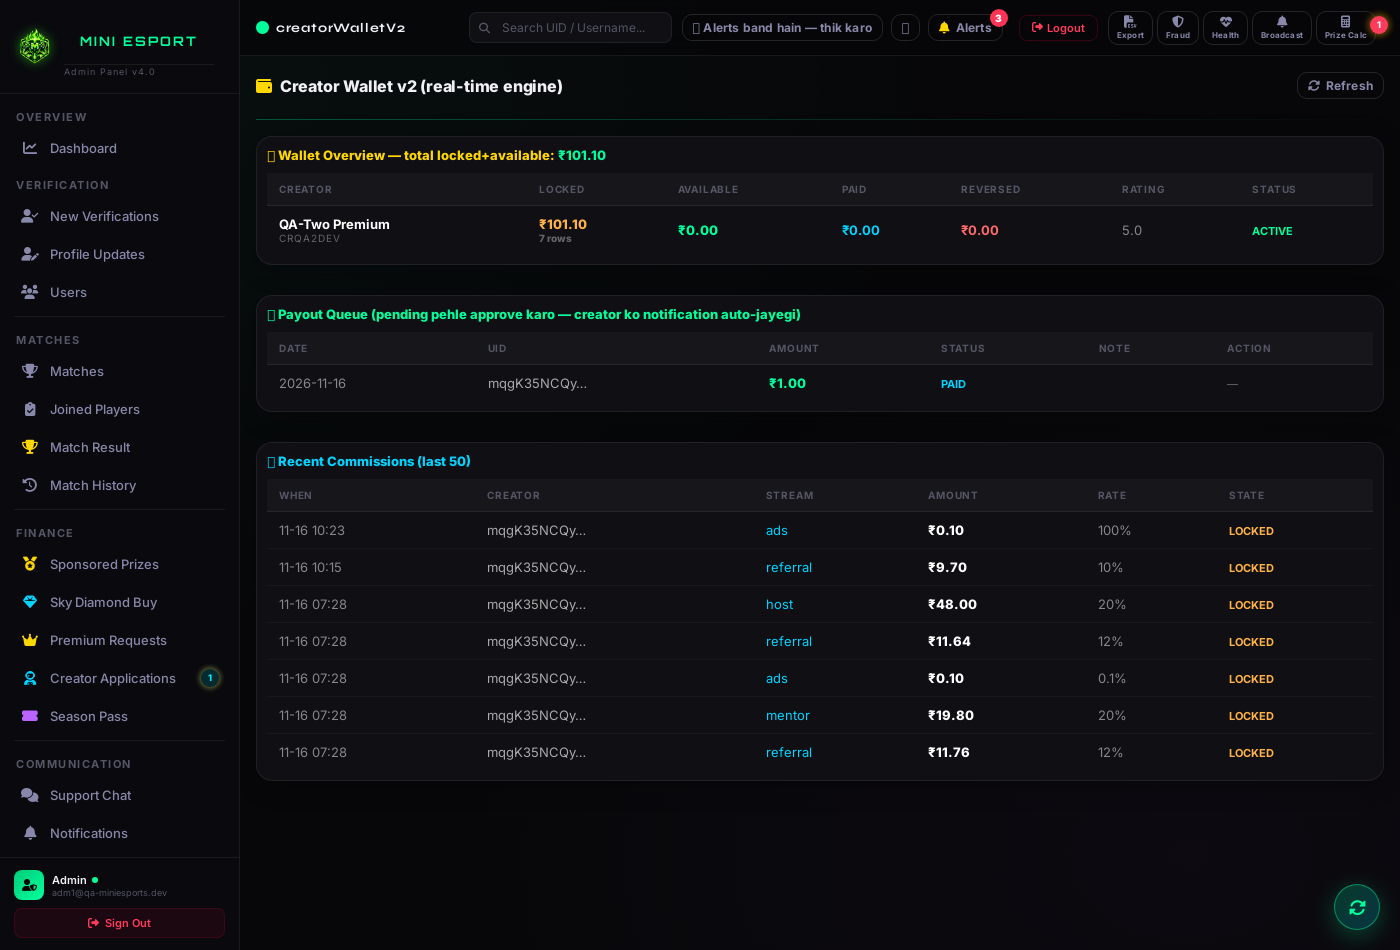 MINI ESPORT
Admin Panel v4.0
OVERVIEW
Dashboard
VERIFICATION
New Verifications
Profile Updates
Users
MATCHES
Matches
Joined Players
Match Result
Match History
FINANCE
Sponsored Prizes
Sky Diamond Buy
Premium Requests
Creator Applications 1
Season Pass
COMMUNICATION
Support Chat
Notifications
Admin
adm1@qa-miniesports.dev
Sign Out
creatorWalletV2
Search UID / Username...
Alerts band hain — thik karo
Alerts 3
Logout
Export
Fraud
Health
Broadcast
Prize Calc
1
Creator Wallet v2 (real-time engine)
Refresh
Wallet Overview — total locked+available: ₹101.10
CREATOR LOCKED AVAILABLE PAID REVERSED RATING STATUS
QA-Two Premium ₹101.10 ₹0.00 ₹0.00 ₹0.00 5.0 ACTIVE
CRQA2DEV 7 rows
Payout Queue (pending pehle approve karo — creator ko notification auto-jayegi)
DATE UID AMOUNT STATUS NOTE ACTION
2026-11-16 mqgK35NCQy... ₹1.00 PAID —
Recent Commissions (last 50)
WHEN CREATOR STREAM AMOUNT RATE STATE
11-16 10:23 mqgK35NCQy... ads ₹0.10 100% LOCKED
11-16 10:15 mqgK35NCQy... referral ₹9.70 10% LOCKED
11-16 07:28 mqgK35NCQy... host ₹48.00 20% LOCKED
11-16 07:28 mqgK35NCQy... referral ₹11.64 12% LOCKED
11-16 07:28 mqgK35NCQy... ads ₹0.10 0.1% LOCKED
11-16 07:28 mqgK35NCQy... mentor ₹19.80 20% LOCKED
11-16 07:28 mqgK35NCQy... referral ₹11.76 12% LOCKED